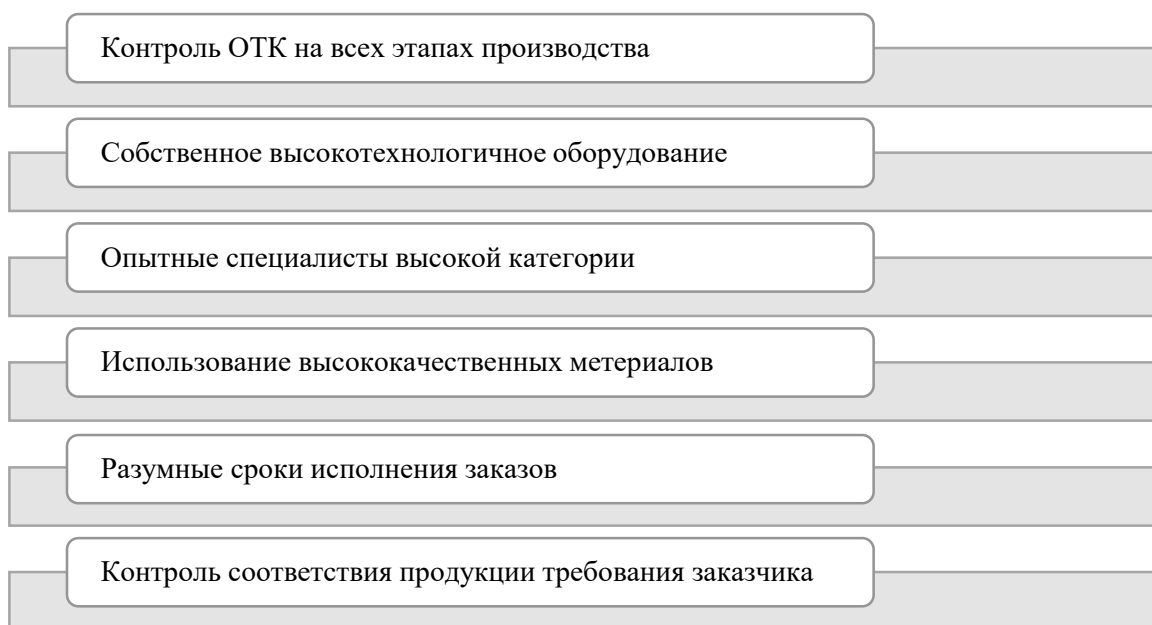 Контроль ОТК на всех этапах производства
Собственное высокотехнологичное оборудование
Опытные специалисты высокой категории
Использование высококачественных метериалов
Разумные сроки исполнения заказов
Контроль соответствия продукции требования заказчика